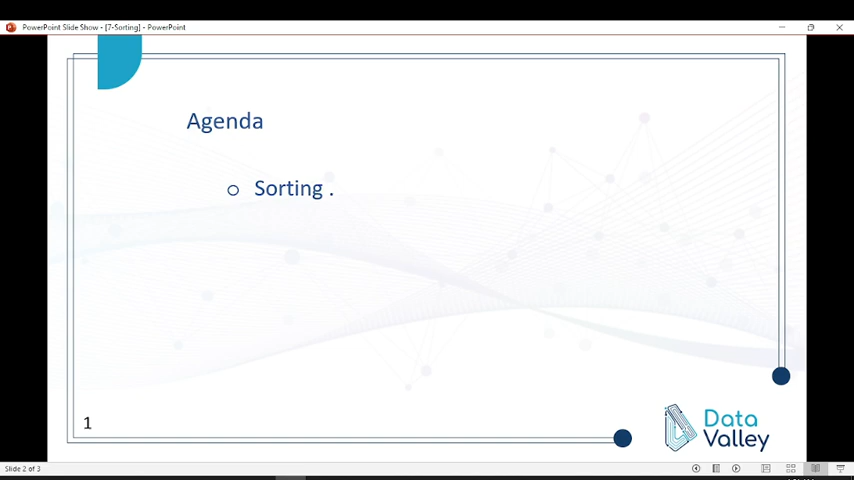 PowerPoint Slide Show - [7-Sorting] - PowerPoint
Agenda
o Sorting .
1
Data
Valley
Slide 2 of 3